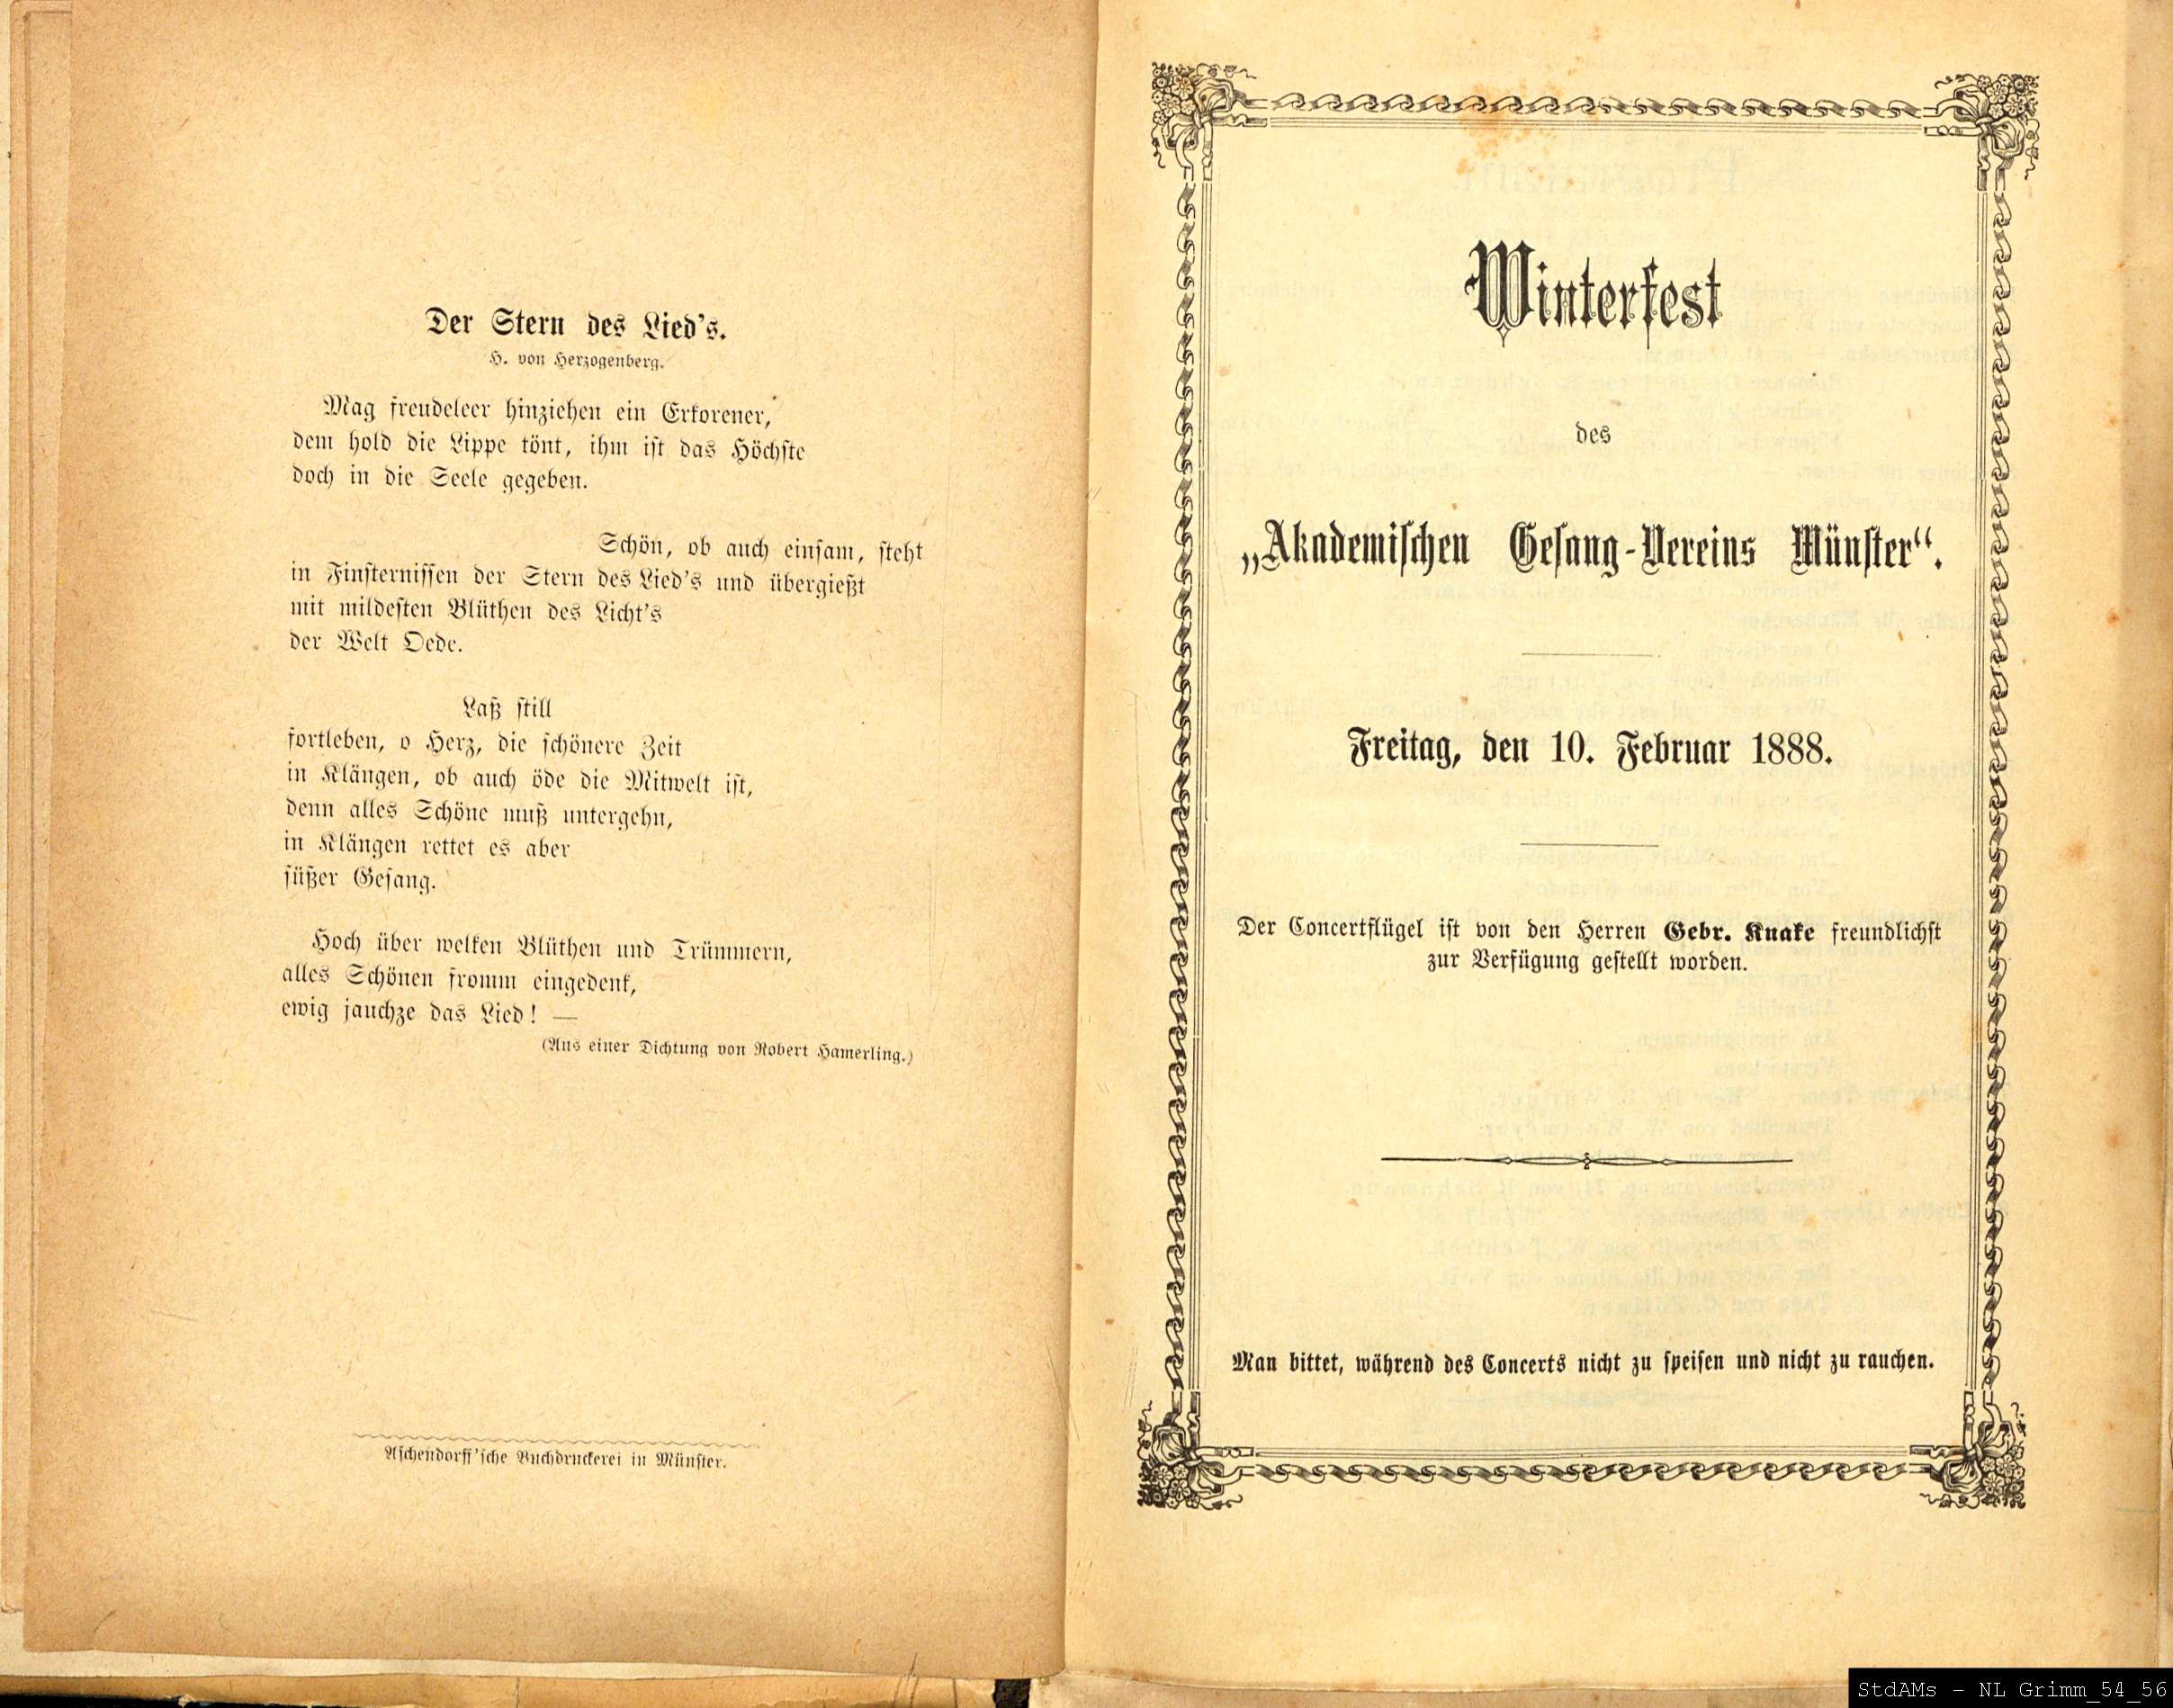 Der Stern des Lied's.
H. von Herzogenberg.
Mag freudeleer hinziehen ein Erkorener,
dem hold die Lippe tönt, ihm ist das Höchste
doch in die Seele gegeben.
Schön, ob auch einsam, steht
in Finsternissen der Stern des Lied's und übergießt
mit mildesten Blüthen des Licht's
der Welt Oede.
Laß still
fortleben, o Herz, die schönere Zeit
in Klängen, ob auch öde die Mitwelt ist,
denn alles Schöne muß untergehn,
in Klängen rettet es aber
süßer Gesang.
Hoch über welken Blüthen und Trümmern,
alles Schönen fromm eingedenk,
ewig jauchze das Lied! —
(Aus einer Dichtung von Robert Hamerling.)
Aschendorff'sche Buchdruckerei in Münster.
Winterfest
des
„Akademischen Gesang-Vereins Münster“.
Freitag, den 10. Februar 1888.
Der Concertflügel ist von den Herren Gebr. Knake freundlichst
zur Verfügung gestellt worden.
Man bittet, während des Concerts nicht zu speisen und nicht zu rauchen.
StdAMs - NL Grimm_54_56